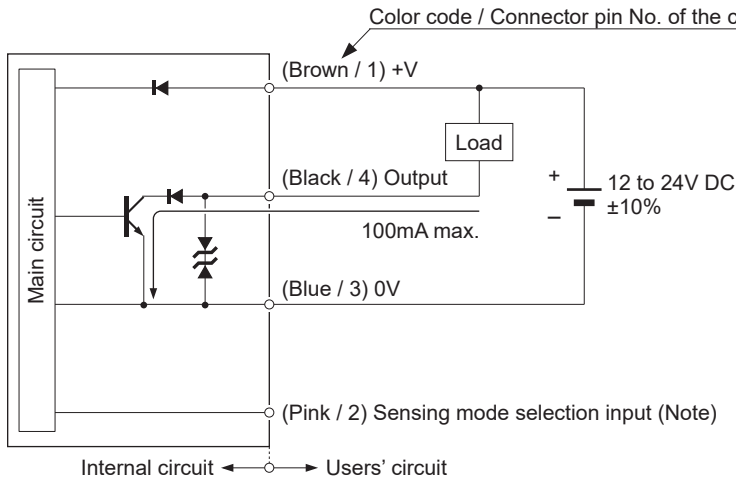 Color code / Connector pin No. of the
(Brown / 1) +V
Load
(Black / 4) Output
+
12 to 24V DC
−
±10%
100mA max.
Main circuit
(Blue / 3) 0V
(Pink / 2) Sensing mode selection input (Note)
Internal circuit
Users' circuit